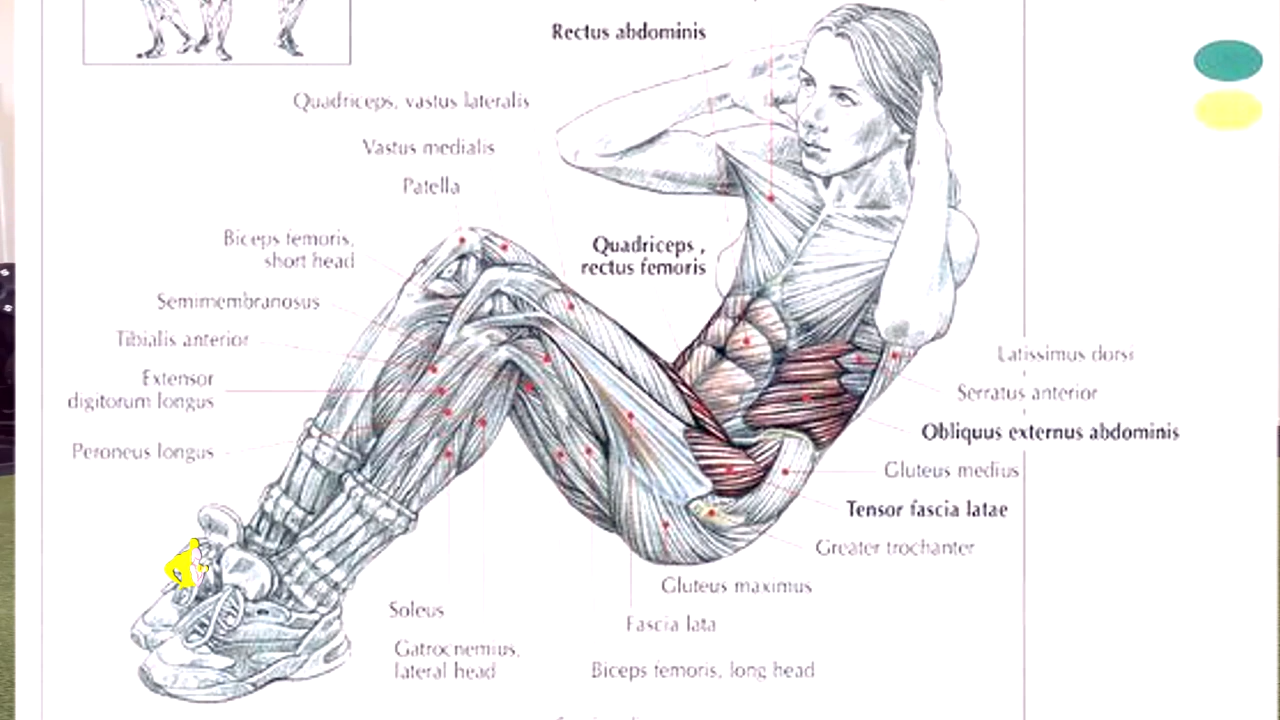 Rectus abdominis
Quadriceps, vastus lateralis
Vastus medialis
Patella
Biceps femoris,
short head
Quadriceps ,
rectus femoris
Semimembranosus
Tibialis anterior
Extensor
digitorum longus
Peroneus longus
Latissimus dorsi
Serratus anterior
Obliquus externus abdominis
Gluteus medius
Tensor fascia latae
Greater trochanter
Gluteus maximus
Soleus
Fascia lata
Gatrocnemius,
lateral head
Biceps femoris, long head